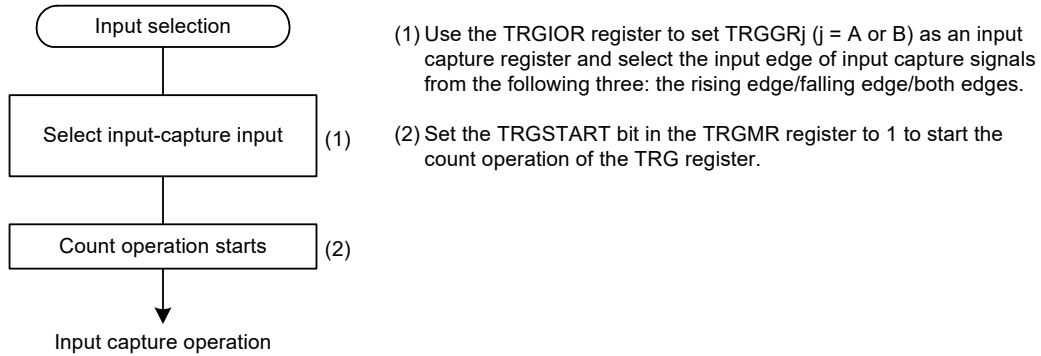 Input selection
Select input-capture input
(1)
Count operation starts
(2)
Input capture operation
(1) Use the TRGIOR register to set TRGGRj (j = A or B) as an input
capture register and select the input edge of input capture signals
from the following three: the rising edge/falling edge/both edges.
(2) Set the TRGSTART bit in the TRGMR register to 1 to start the
count operation of the TRG register.